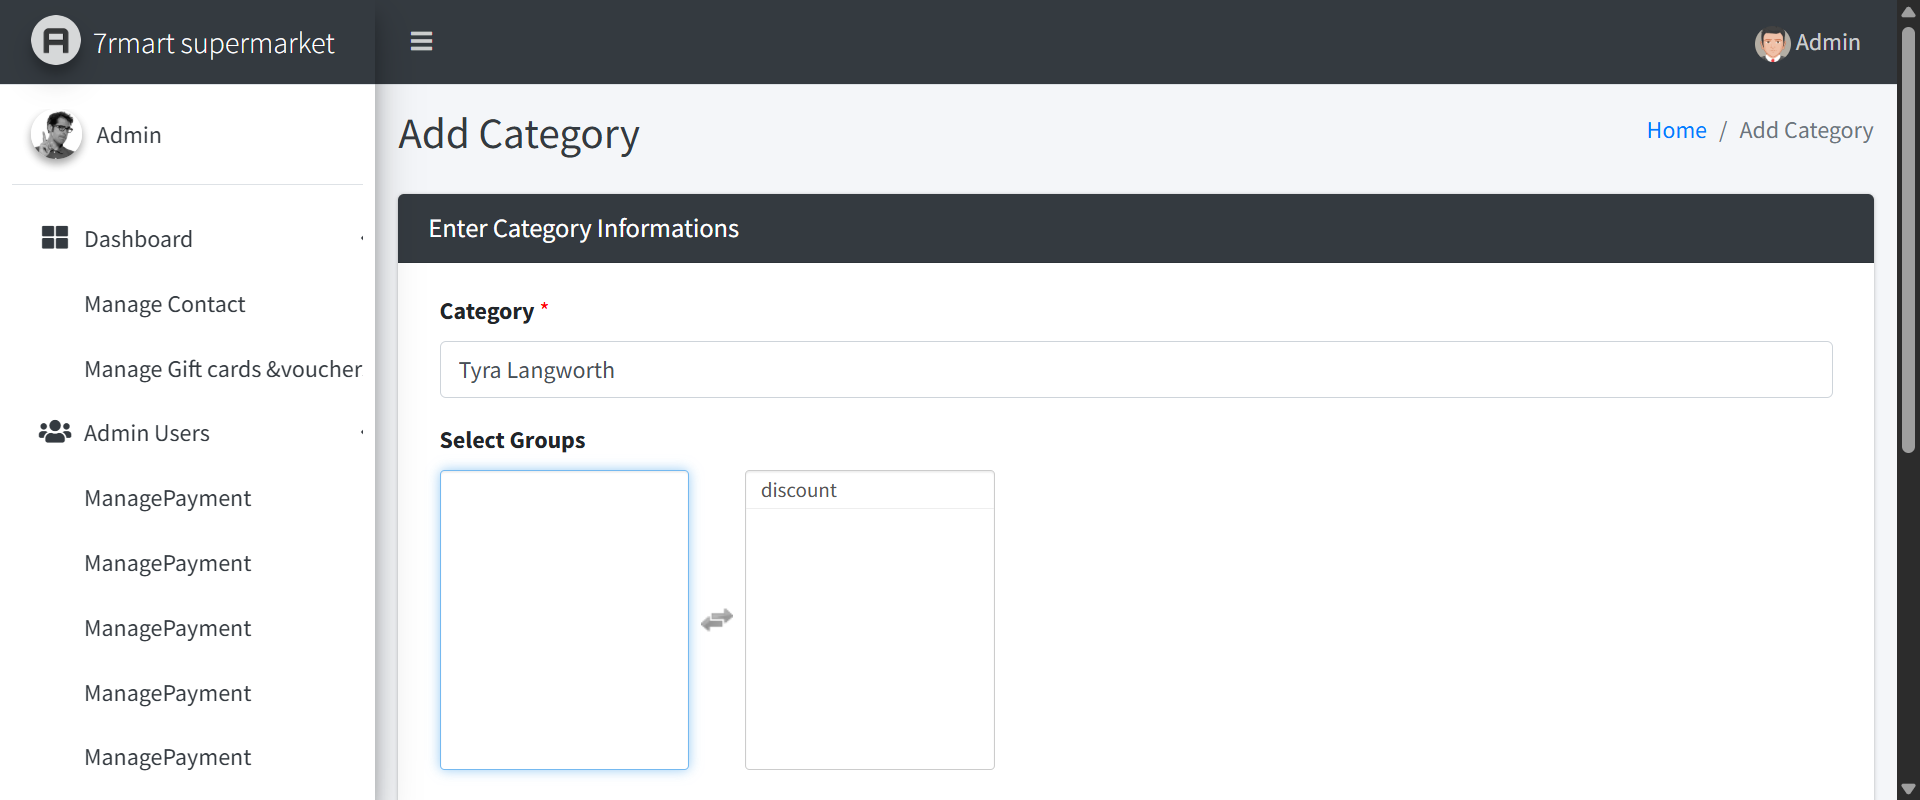 7rmart supermarket
Admin
Admin
Add Category
Home / Add Category
Dashboard
Manage Contact
Manage Gift cards &voucher
Admin Users
ManagePayment
ManagePayment
ManagePayment
ManagePayment
ManagePayment
Enter Category Informations
Category *
Tyra Langworth
Select Groups
discount